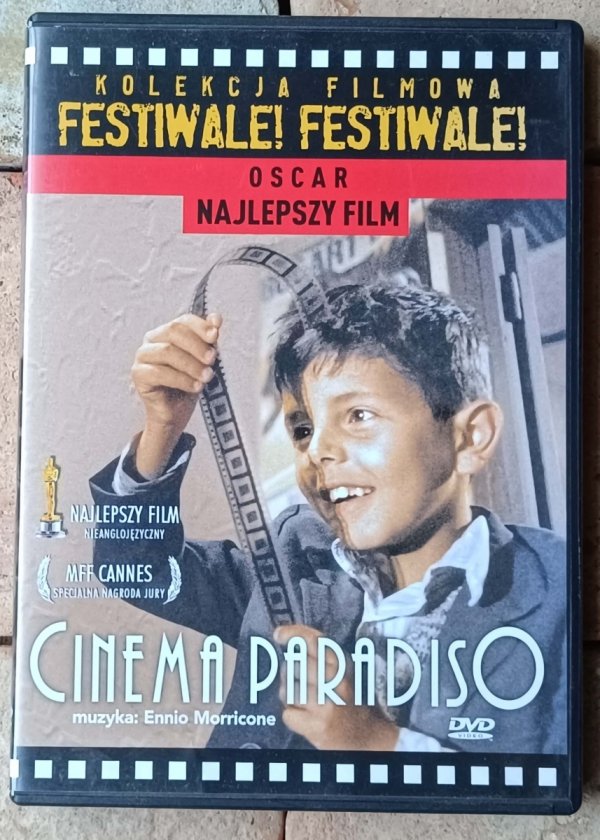 KOLEKCJA FILMOWA
FESTIWALE! FESTIWALE!
OSCAR
NAJLEPSZY FILM
NAJLEPSZY FILM
NIEANGLOJĘZYCZNY
MFF CANNES
SPECJALNA NAGRODA JURY
CINEMA PARADISO
muzyka: Ennio Morricone
DVD
VIDEO